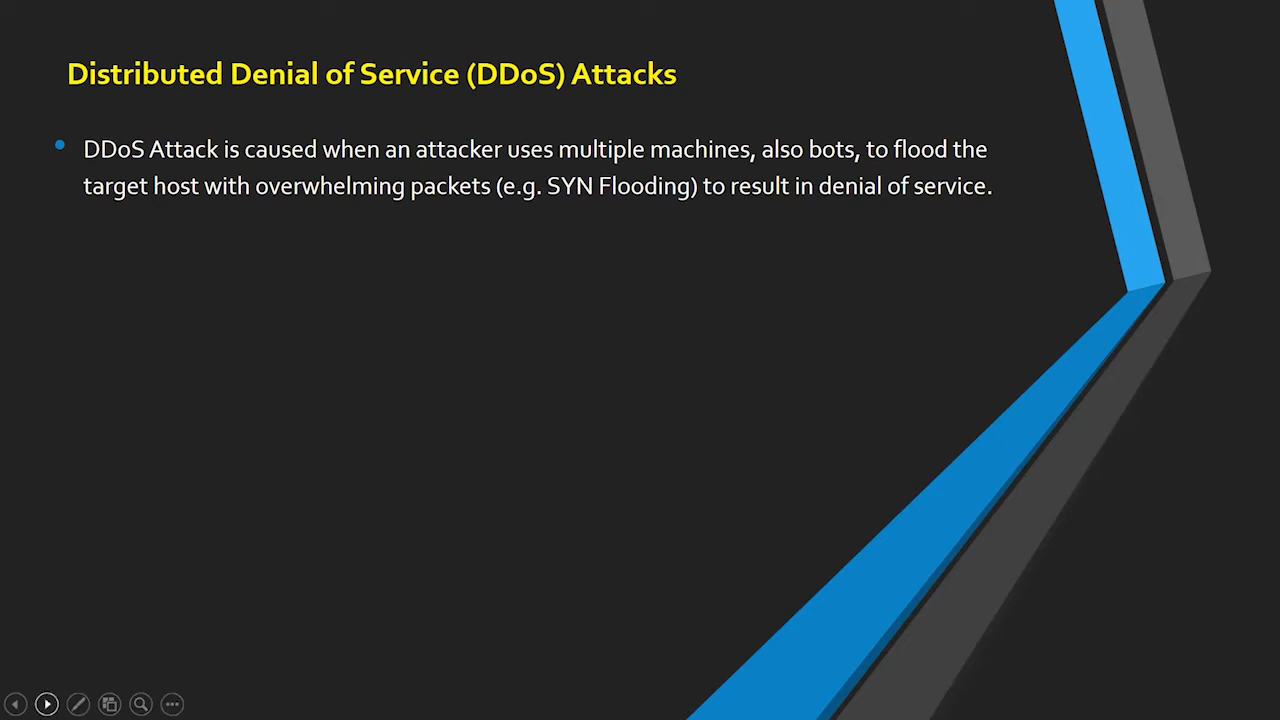 Distributed Denial of Service (DDoS) Attacks
DDoS Attack is caused when an attacker uses multiple machines, also bots, to flood the
target host with overwhelming packets (e.g. SYN Flooding) to result in denial of service.